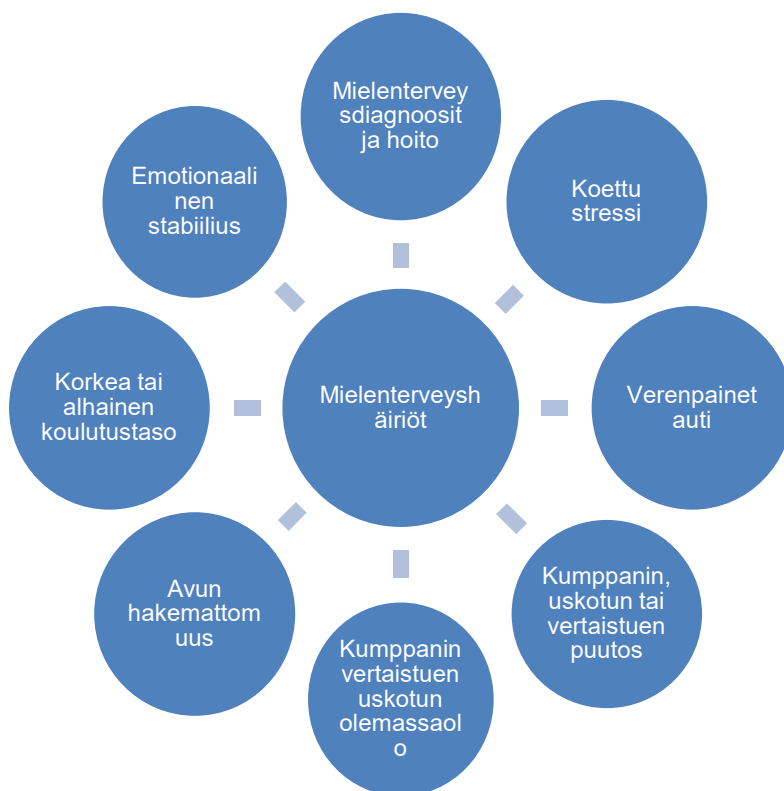 Mielentervey
sdiagnoosit
ja hoito
Koettu
stressi
Verenpainet
auti
Kumppanin,
uskotun tai
vertaistuen
puutos
Kumppanin
vertaistuen
uskotun
olemassaol
o
Avun
hakemattom
uus
Korkea tai
alhainen
koulutustaso
Emotionaali
nen
stabiilius
Mielenterveysh
äiriöt